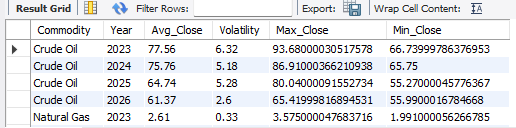 Result Grid Filter Rows: Export: Wrap Cell Content:
Commodity Year Avg_Close Volatility Max_Close Min_Close
Crude Oil 2023 77.56 6.32 93.68000030517578 66.73999786376953
Crude Oil 2024 75.76 5.18 86.91000366210938 65.75
Crude Oil 2025 64.74 5.28 80.04000091552734 55.27000045776367
Crude Oil 2026 61.37 2.6 65.41999816894531 55.9900016784668
Natural Gas 2023 2.61 0.33 3.575000047683716 1.991000056266785